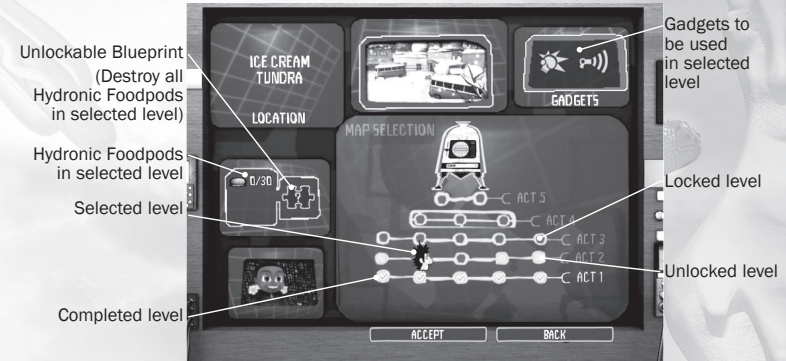 Unlockable Blueprint
(Destroy all
Hydronic Foodpods
in selected level)
Hydronic Foodpods
in selected level
Selected level
Completed level
ICE CREAM
TUNDRA
LOCATION
0/30
?
GADGETS
MAP SELECTION
ACT 5
ACT 4
ACT 3
ACT 2
ACT 1
ACCEPT
BACK
Gadgets to
be used
in selected
level
Locked level
Unlocked level